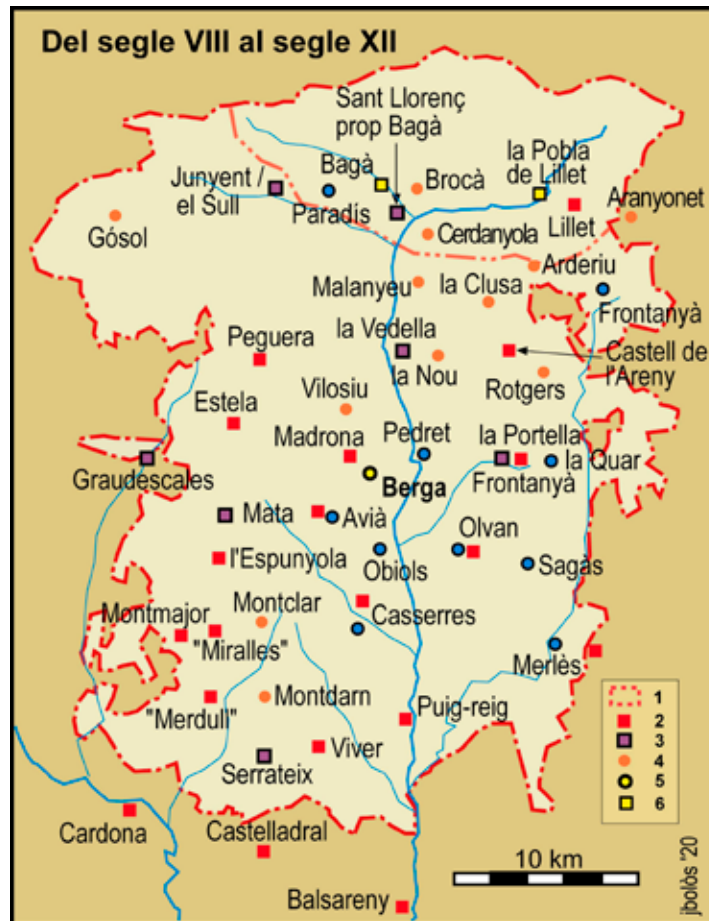 Del segle VIII al segle XII
Sant Llorenç
prop Bagà
la Pobla
de Lillet
Bagà
Junyent /
el Sull
Brocà
Paradís
Aranyonet
Lillet
Gósol
Cerdanyola
Arderiu
Malanyeu
la Clusa
Frontanyà
la Vedella
Peguera
Castell de
l'Areny
la Nou
Rotgers
Vilosiu
Estela
Pedret
la Portella
Madrona
la Quar
Graudescales
Frontanyà
Berga
Mata
Avià
Olvan
l'Espunyola
Obiols
Sagàs
Montclar
Casserres
Montmajor
"Miralles"
Merlès
"Merdull"
Montdarn
Puig-reig
Viver
Serrateix
Cardona
Castelladral
Balsareny
1
2
3
4
5
6
10 km
jbolòs '20